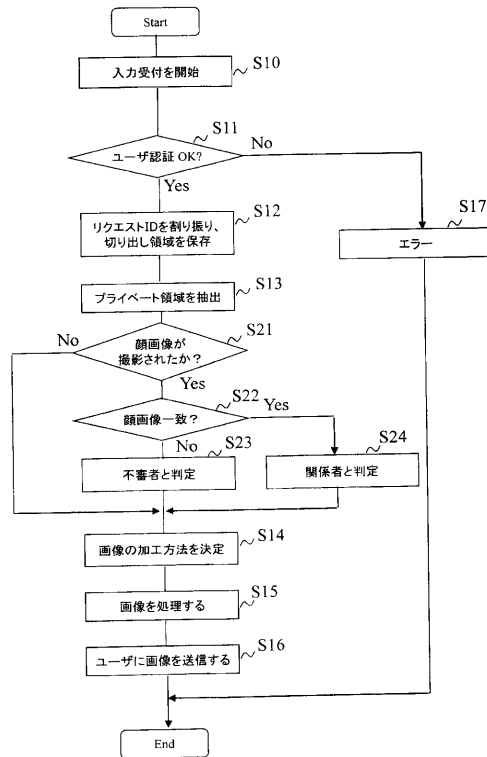 Start
入力受付を開始
S10
S11
ユーザ認証 OK?
No
Yes
S12
リクエストIDを割り振り、
切り出し領域を保存
S17
エラー
S13
プライベート領域を抽出
S21
No
顔画像が
撮影されたか？
Yes
S22
顔画像一致？
Yes
No
S23
不審者と判定
S24
関係者と判定
S14
画像の加工方法を決定
S15
画像を処理する
S16
ユーザに画像を送信する
End